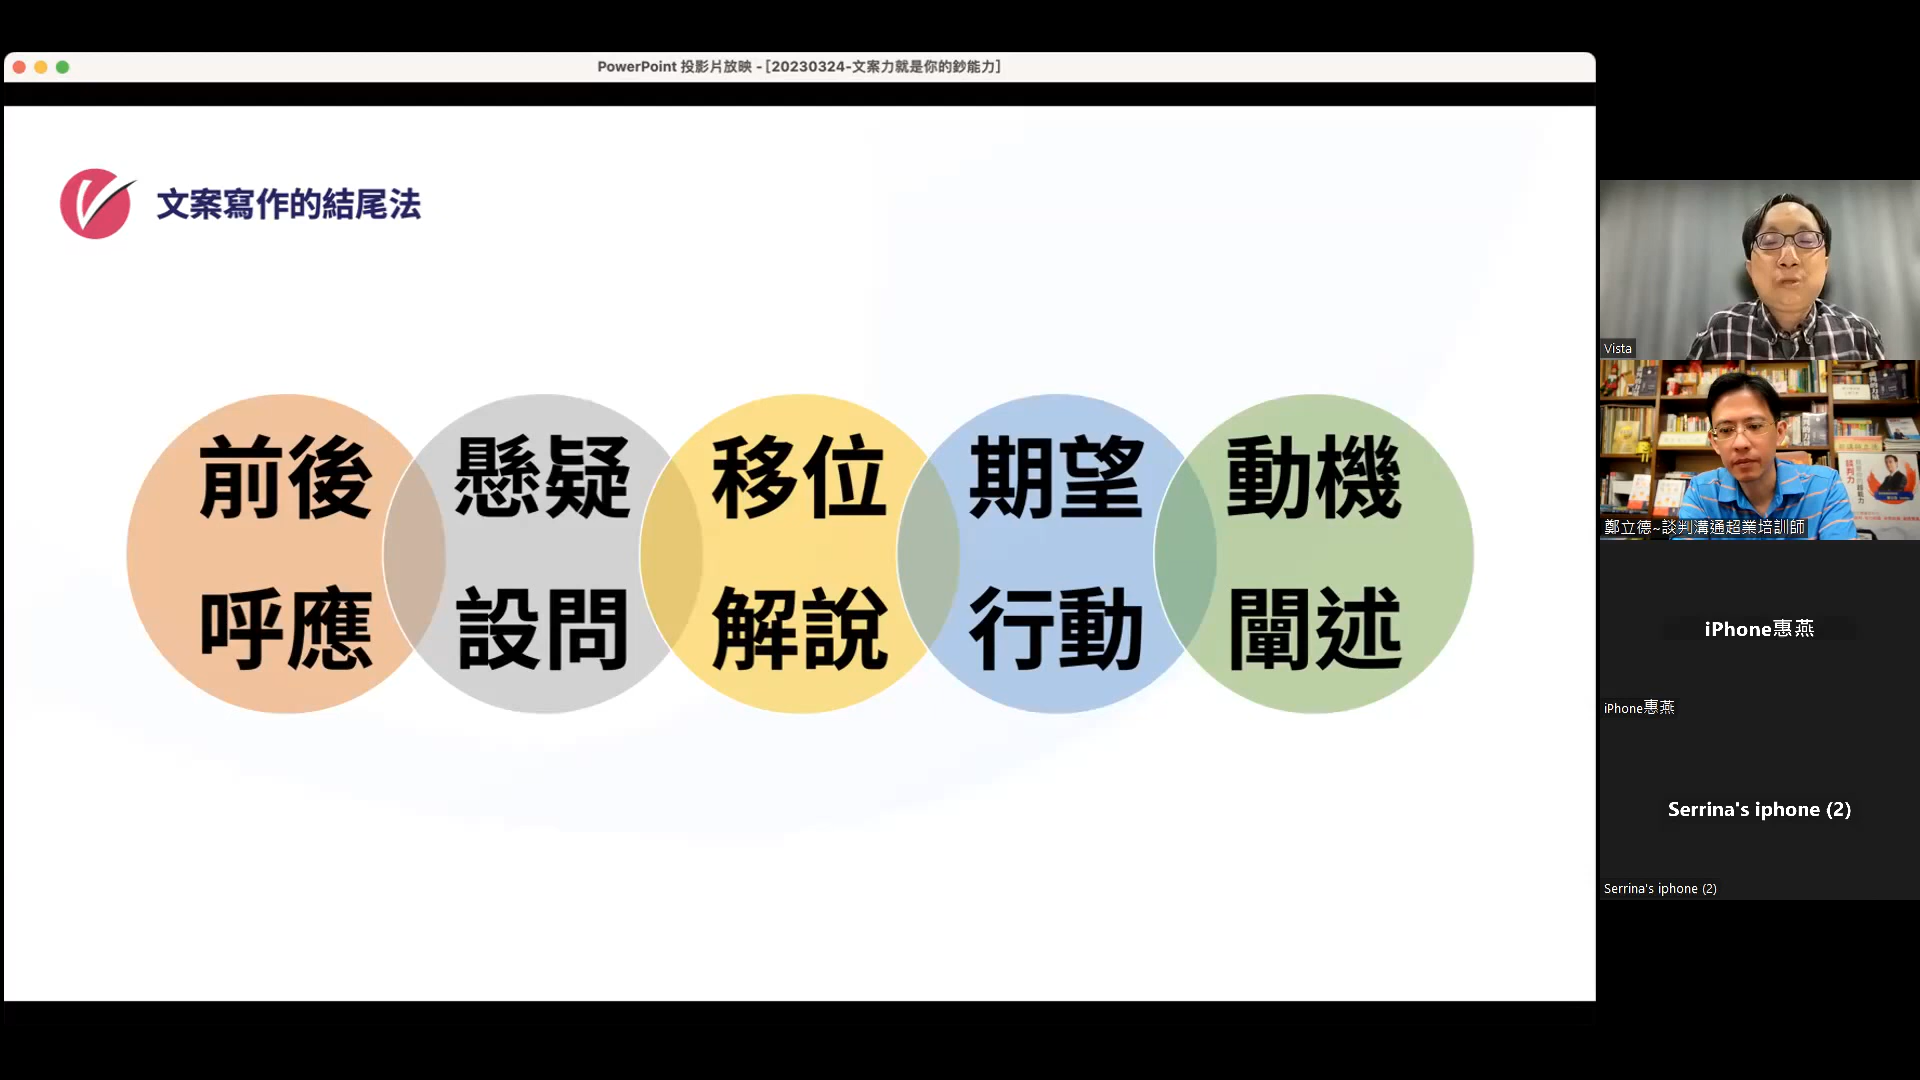 PowerPoint 投影片放映 - [20230324-文案力就是你的鈔能力]
文案寫作的結尾法
前後
呼應
懸疑
設問
移位
解說
期望
行動
動機
闡述
Vista
鄭立德~談判溝通超業培訓師
iPhone惠燕
iPhone惠燕
Serrina's iphone (2)
Serrina's iphone (2)